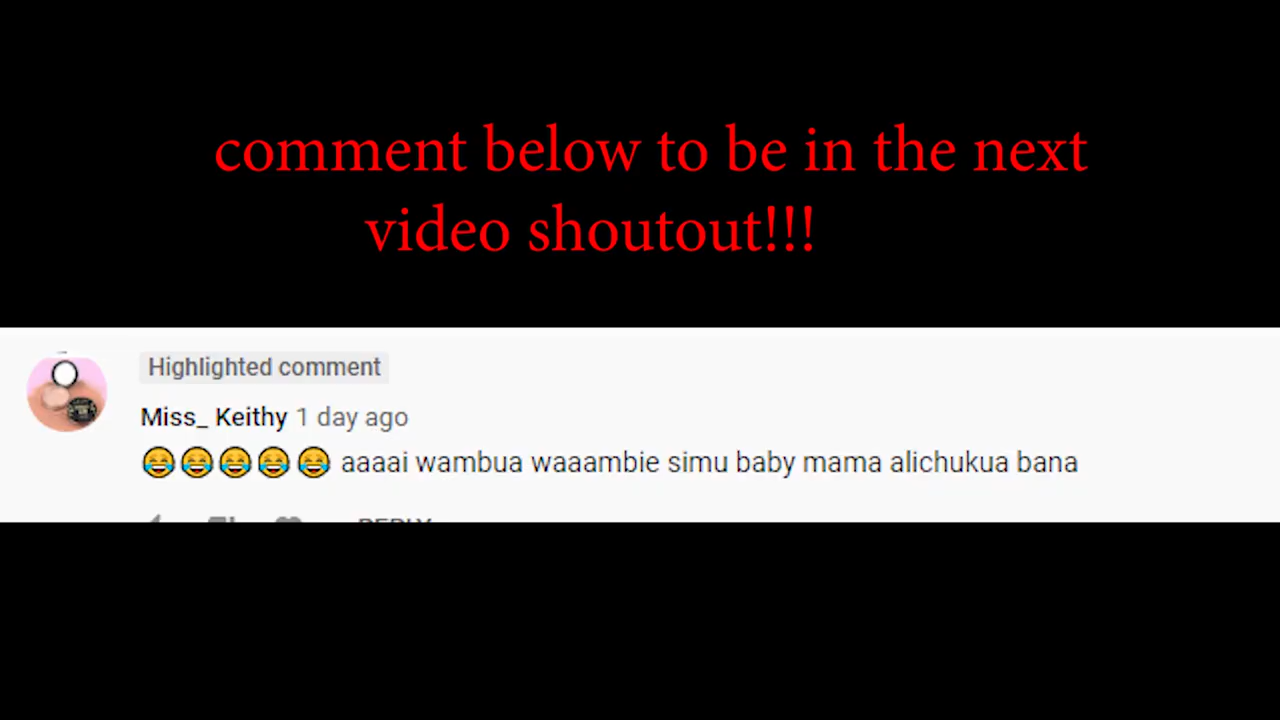 comment below to be in the next
video shoutout!!!
Highlighted comment
Miss_ Keithy 1 day ago
😂😂😂😂😂 aaaai wambua waaambie simu baby mama alichukua bana
REPLY